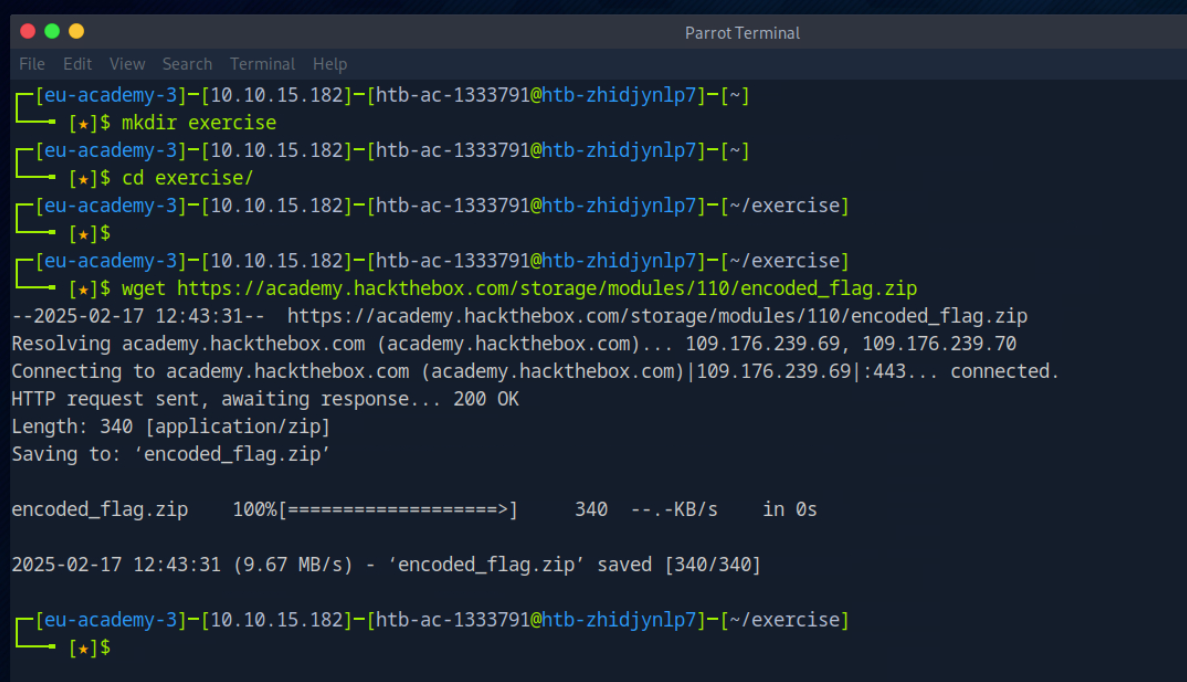 Parrot Terminal
File Edit View Search Terminal Help
┌─[eu-academy-3]─[10.10.15.182]─[htb-ac-1333791@htb-zhidjynlp7]─[~]
└──╼ [★]$ mkdir exercise
┌─[eu-academy-3]─[10.10.15.182]─[htb-ac-1333791@htb-zhidjynlp7]─[~]
└──╼ [★]$ cd exercise/
┌─[eu-academy-3]─[10.10.15.182]─[htb-ac-1333791@htb-zhidjynlp7]─[~/exercise]
└──╼ [★]$
┌─[eu-academy-3]─[10.10.15.182]─[htb-ac-1333791@htb-zhidjynlp7]─[~/exercise]
└──╼ [★]$ wget https://academy.hackthebox.com/storage/modules/110/encoded_flag.zip
--2025-02-17 12:43:31--  https://academy.hackthebox.com/storage/modules/110/encoded_flag.zip
Resolving academy.hackthebox.com (academy.hackthebox.com)... 109.176.239.69, 109.176.239.70
Connecting to academy.hackthebox.com (academy.hackthebox.com)|109.176.239.69|:443... connected.
HTTP request sent, awaiting response... 200 OK
Length: 340 [application/zip]
Saving to: ‘encoded_flag.zip’
encoded_flag.zip    100%[===================>]     340  --.-KB/s    in 0s
2025-02-17 12:43:31 (9.67 MB/s) - ‘encoded_flag.zip’ saved [340/340]
┌─[eu-academy-3]─[10.10.15.182]─[htb-ac-1333791@htb-zhidjynlp7]─[~/exercise]
└──╼ [★]$